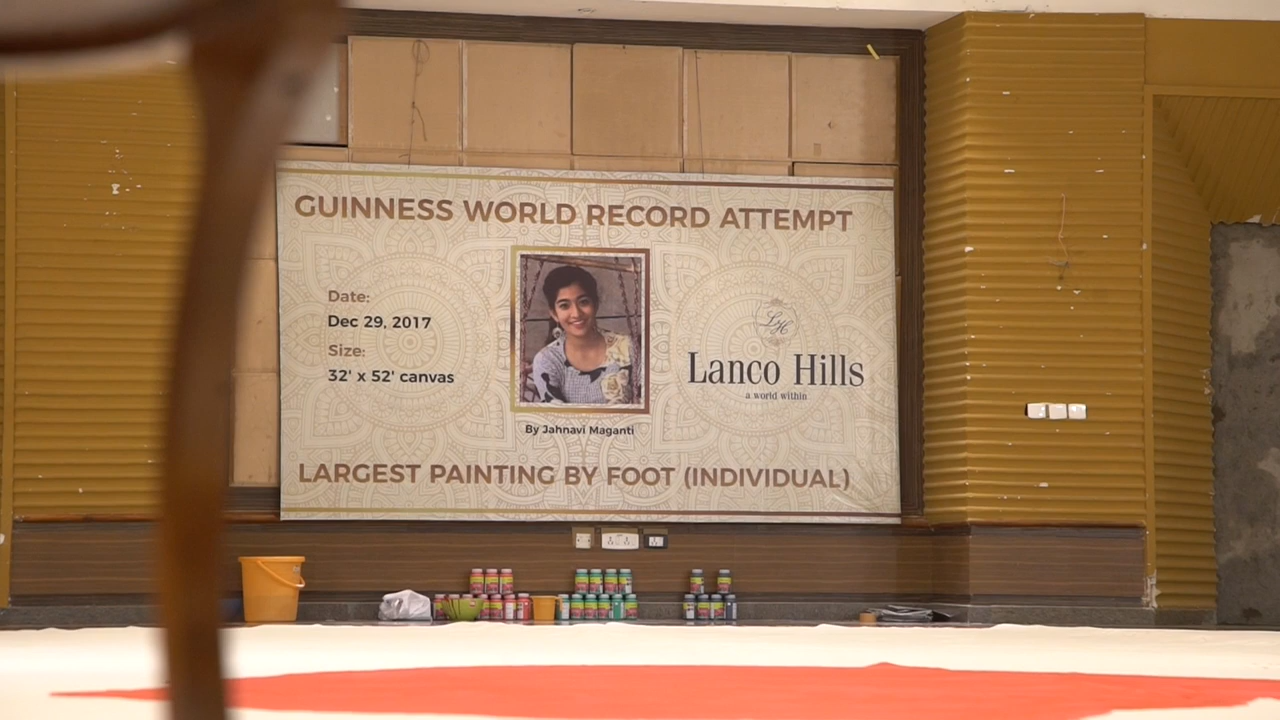 GUINNESS WORLD RECORD ATTEMPT
Date:
Dec 29, 2017
Size:
32' x 52' canvas
By Jahnavi Maganti
LH
Lanco Hills
a world within
LARGEST PAINTING BY FOOT (INDIVIDUAL)